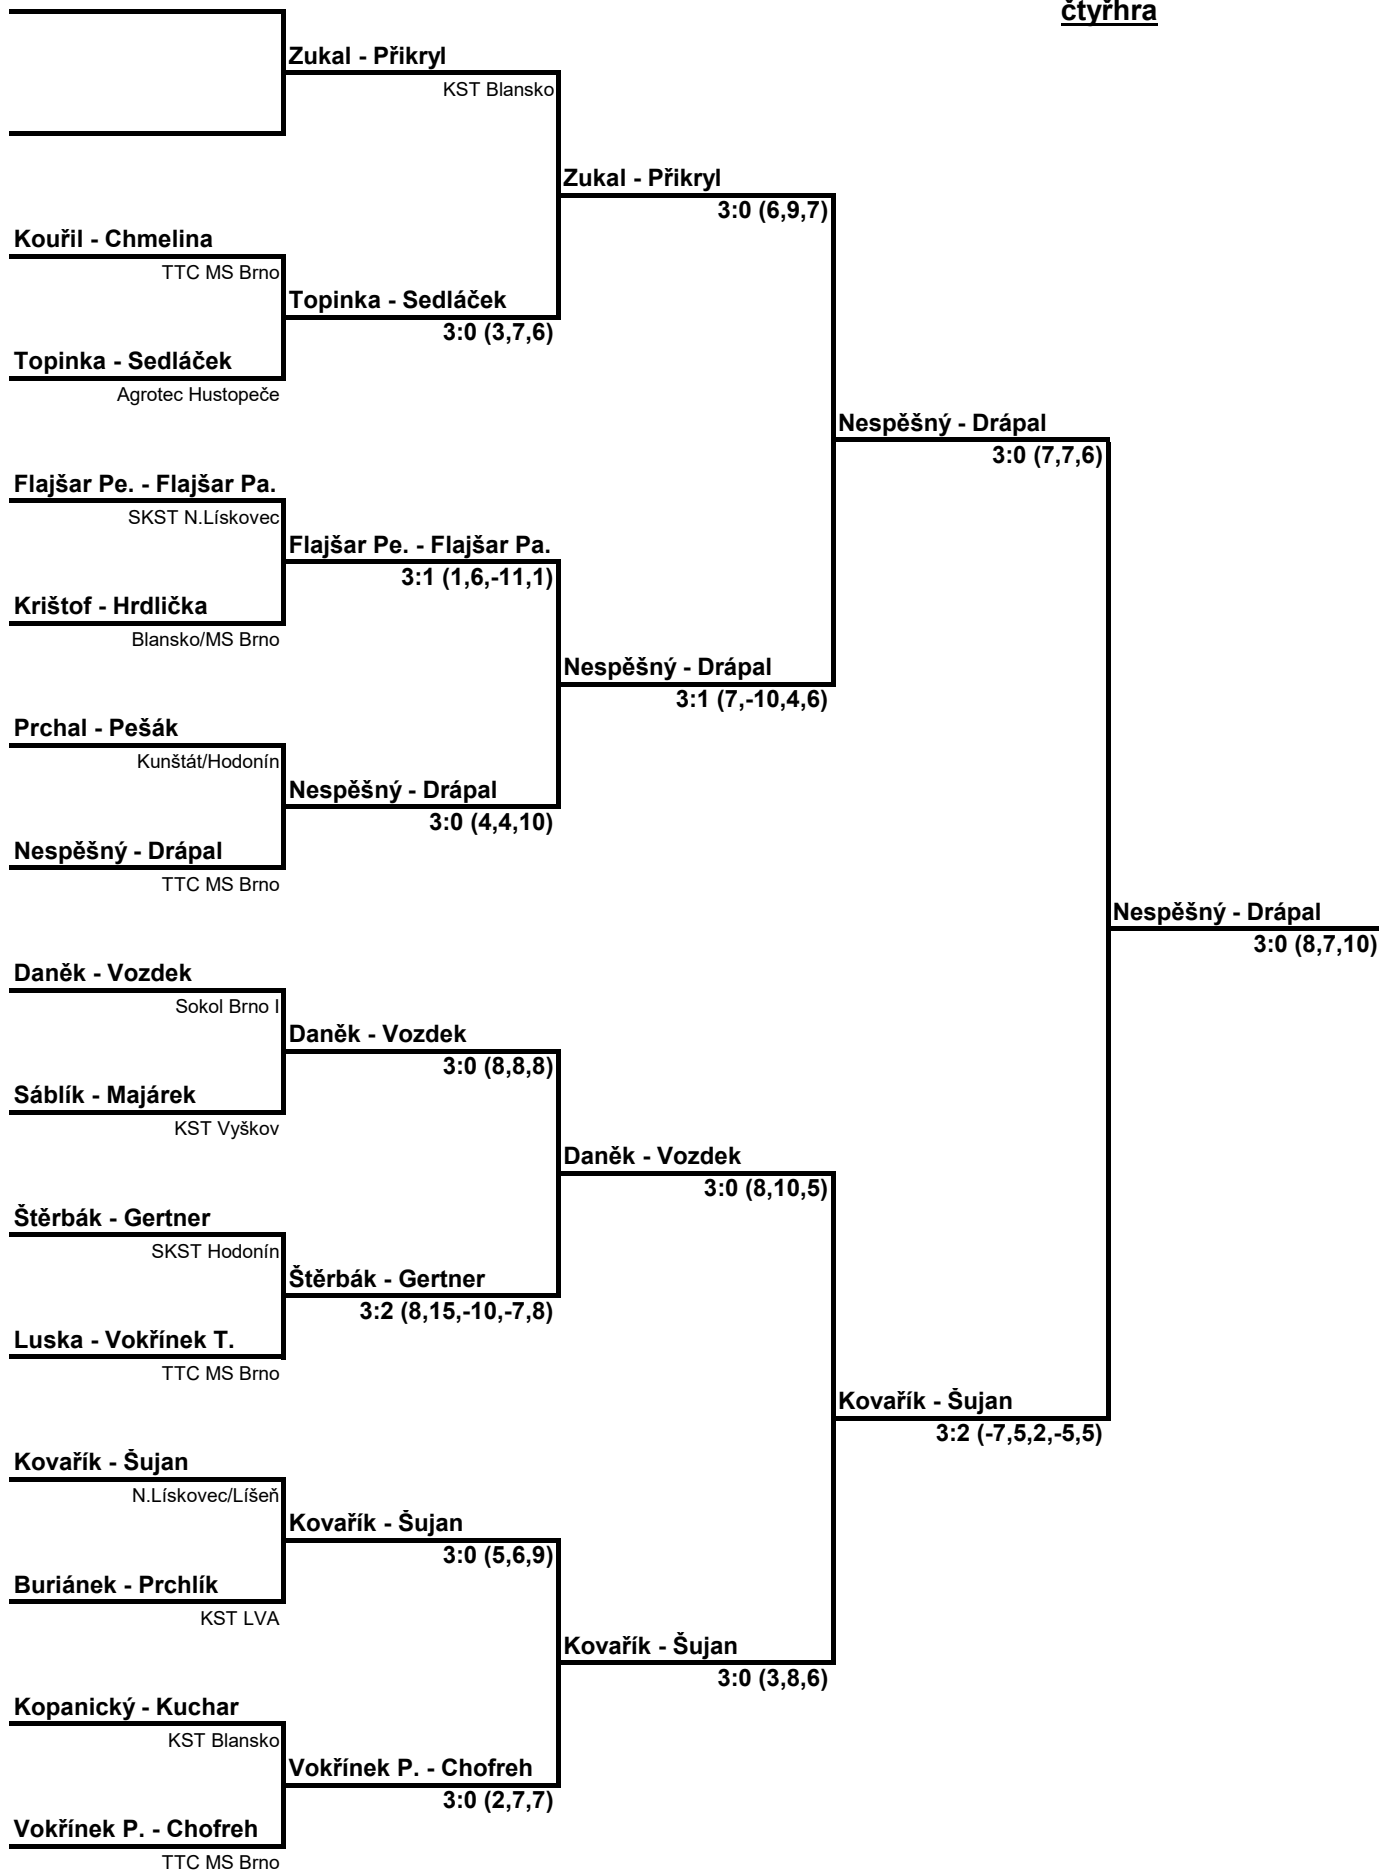 čtyřhra
Zukal - Přikryl
KST Blansko
Zukal - Přikryl
3:0 (6,9,7)
Kouřil - Chmelina
TTC MS Brno
Topinka - Sedláček
3:0 (3,7,6)
Topinka - Sedláček
Agrotec Hustopeče
Nespěšný - Drápal
3:0 (7,7,6)
Flajšar Pe. - Flajšar Pa.
SKST N.Lískovec
Flajšar Pe. - Flajšar Pa.
3:1 (1,6,-11,1)
Krištof - Hrdlička
Blansko/MS Brno
Nespěšný - Drápal
3:1 (7,-10,4,6)
Prchal - Pešák
Kunštát/Hodonín
Nespěšný - Drápal
3:0 (4,4,10)
Nespěšný - Drápal
TTC MS Brno
Nespěšný - Drápal
3:0 (8,7,10)
Daněk - Vozdek
Sokol Brno I
Daněk - Vozdek
3:0 (8,8,8)
Sáblík - Majárek
KST Vyškov
Daněk - Vozdek
3:0 (8,10,5)
Štěrbák - Gertner
SKST Hodonín
Štěrbák - Gertner
3:2 (8,15,-10,-7,8)
Luska - Vokřínek T.
TTC MS Brno
Kovařík - Šujan
3:2 (-7,5,2,-5,5)
Kovařík - Šujan
N.Lískovec/Líšeň
Kovařík - Šujan
3:0 (5,6,9)
Buriánek - Prchlík
KST LVA
Kovařík - Šujan
3:0 (3,8,6)
Kopanický - Kuchar
KST Blansko
Vokřínek P. - Chofreh
3:0 (2,7,7)
Vokřínek P. - Chofreh
TTC MS Brno